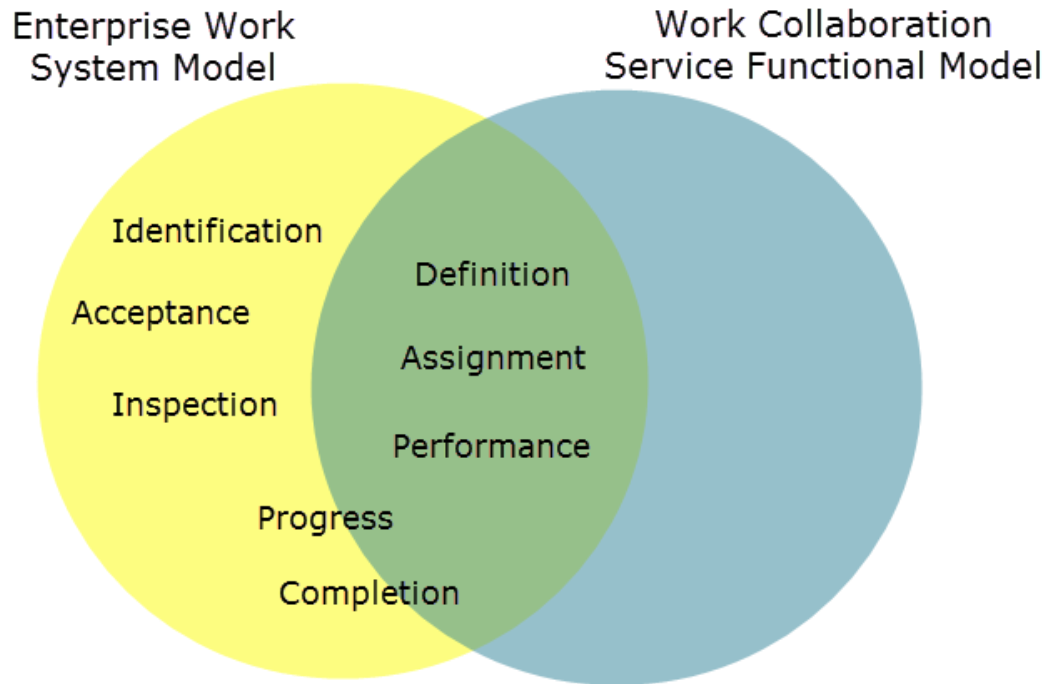 Enterprise Work
System Model
Work Collaboration
Service Functional Model
Identification
Acceptance
Inspection
Definition
Assignment
Performance
Progress
Completion